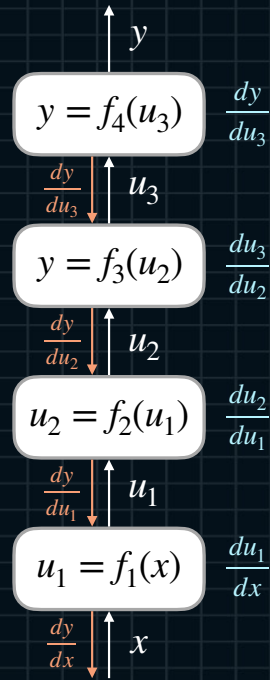 y
y = f₄(u₃)
dy/du₃
dy/du₃
u₃
y = f₃(u₂)
du₃/du₂
dy/du₂
u₂
u₂ = f₂(u₁)
du₂/du₁
dy/du₁
u₁
u₁ = f₁(x)
du₁/dx
dy/dx
x